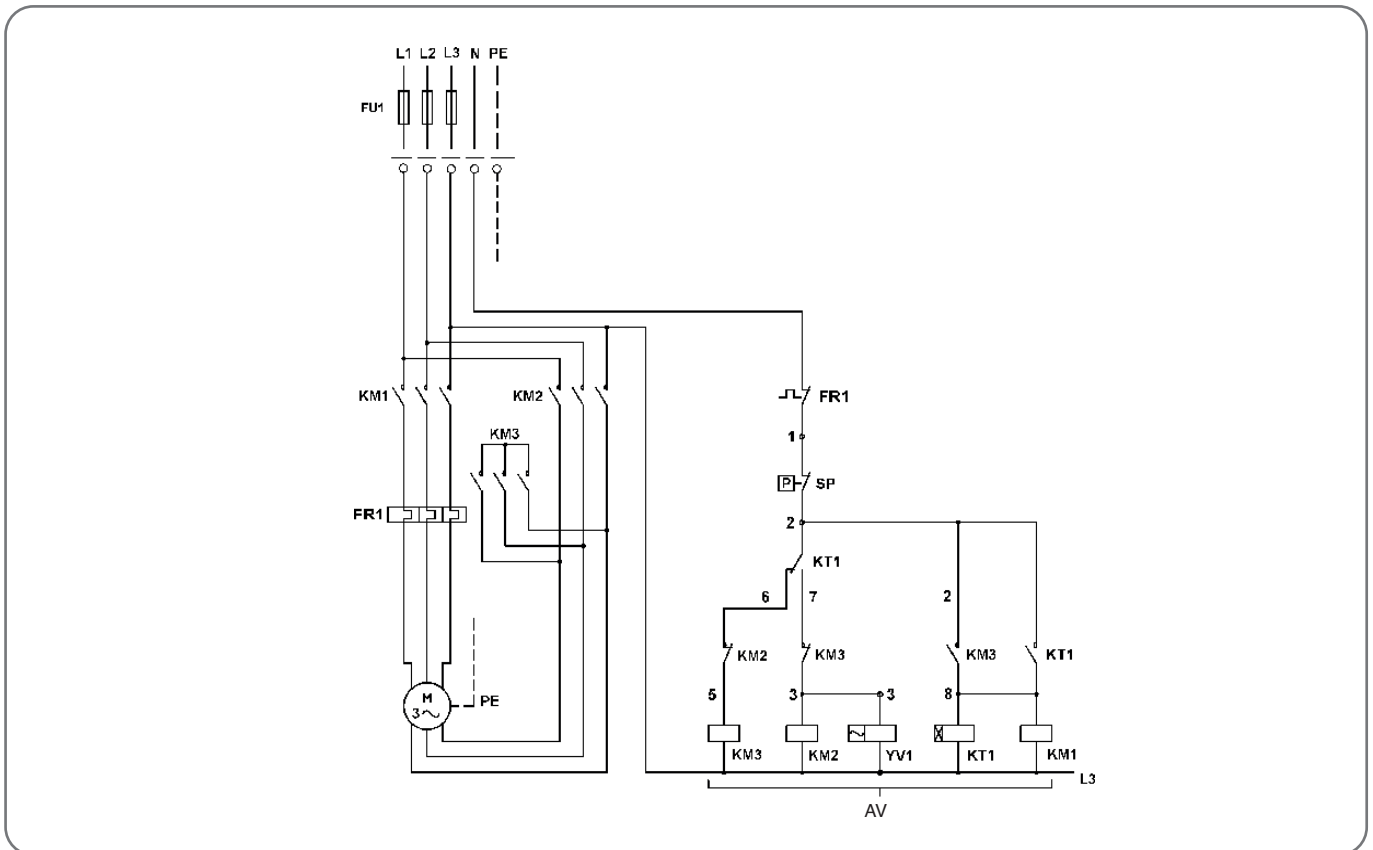 L1 L2 L3 N PE
FU1
KM1
KM2
FR1
KM3
1
P SP
FR1
2
KT1
6 7 2
KM2 KM3 KM3 KT1
PE
M
3
5 3 3 8
KM3 KM2 YV1 KT1 KM1
L3
AV